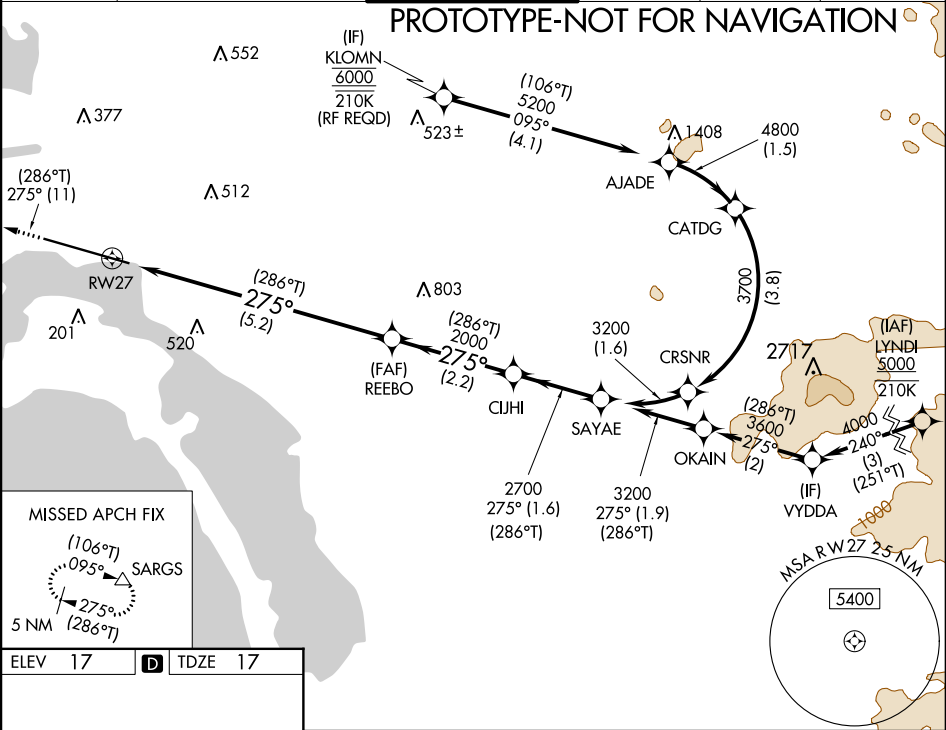 PROTOTYPE-NOT FOR NAVIGATION
(IF)
KLOMN
6000
210K
(RF REQD)
552
377
523 ±
(106°T)
5200
095°
(4.1)
1408
4800
(1.5)
AJADE
CATDG
(286°T)
275° (11)
512
RW27
201
520
(286°T)
275°
(5.2)
803
(286°T)
2000
275°
(2.2)
(FAF)
REEBO
CIJHI
3200
(1.6)
3700
(3.8)
CRSNR
SAYAE
2717
(IAF)
LYNDI
5000
210K
(286°T)
3600
275°
(2)
4000
240°
(3)
(251°T)
OKAIN
(IF)
VYDDA
2700
275° (1.6)
(286°T)
3200
275° (1.9)
(286°T)
1000
MISSED APCH FIX
(106°T)
095°
SARGS
275°
(286°T)
5 NM
MSA RW27 25 NM
5400
ELEV 17 D TDZE 17